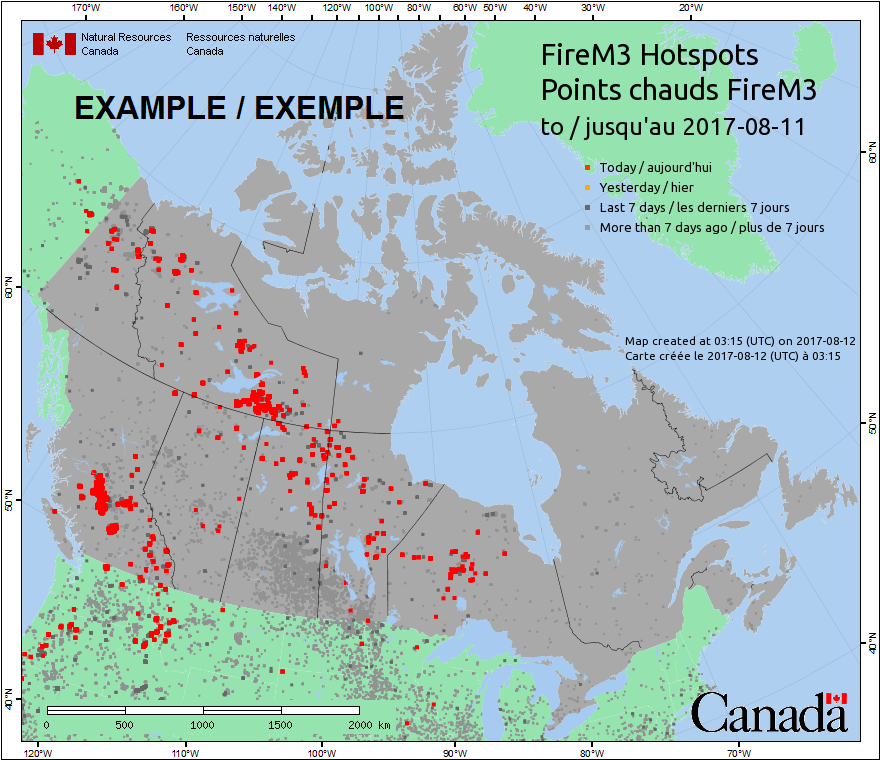 170°W 160°W 150°W 140°W 130°W 120°W 110°W 100°W 90°W 80°W 70°W 60°W 50°W 40°W 30°W 20°W
Natural Resources Ressources naturelles
Canada Canada
FireM3 Hotspots
Points chauds FireM3
to / jusqu'au 2017-08-11
EXAMPLE / EXEMPLE
Today / aujourd'hui
Yesterday / hier
Last 7 days / les derniers 7 jours
More than 7 days ago / plus de 7 jours
60°N
60°N
Map created at 03:15 (UTC) on 2017-08-12
Carte créée le 2017-08-12 (UTC) à 03:15
50°N
50°N
40°N
40°N
Canada
0 500 1000 1500 2000 km
120°W 110°W 100°W 90°W 80°W 70°W